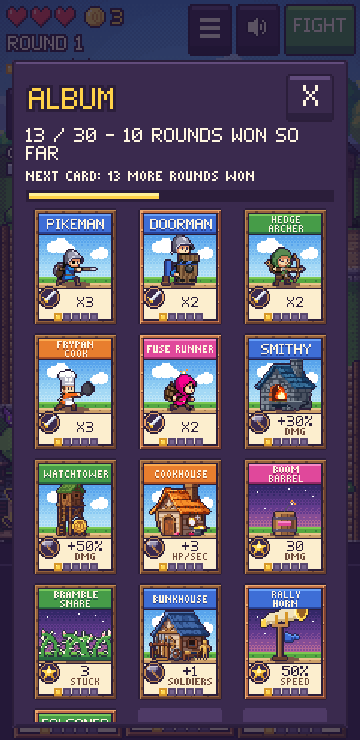 3
ROUND 1
FIGHT
ALBUM
X
13 / 30 - 10 ROUNDS WON SO
FAR
NEXT CARD: 13 MORE ROUNDS WON
PIKEMAN
X3
DOORMAN
X2
HEDGE
ARCHER
X2
FRYPAN
COOK
X3
FUSE RUNNER
X2
SMITHY
+30%
DMG
WATCHTOWER
+50%
DMG
COOKHOUSE
+3
HP/SEC
BOOM
BARREL
30
DMG
BRAMBLE
SNARE
3
STUCK
BUNKHOUSE
+1
SOLDIERS
RALLY
HORN
50%
SPEED